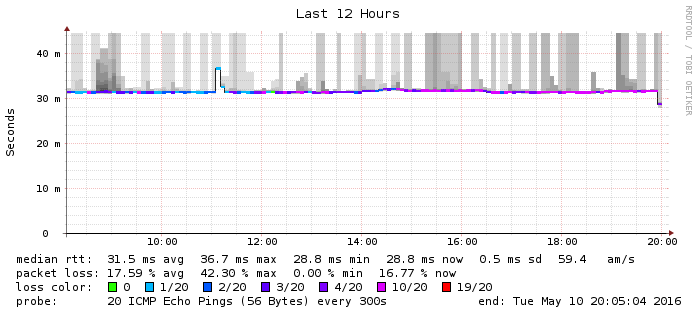 Last 12 Hours
RRDTOOL / TOBI OETIKER
Seconds
40 m
30 m
20 m
10 m
0
10:00 12:00 14:00 16:00 18:00 20:00
median rtt: 31.5 ms avg 36.7 ms max 28.8 ms min 28.8 ms now 0.5 ms sd 59.4 am/s
packet loss: 17.59 % avg 42.30 % max 0.00 % min 16.77 % now
loss color: 0 1/20 2/20 3/20 4/20 10/20 19/20
probe: 20 ICMP Echo Pings (56 Bytes) every 300s end: Tue May 10 20:05:04 2016